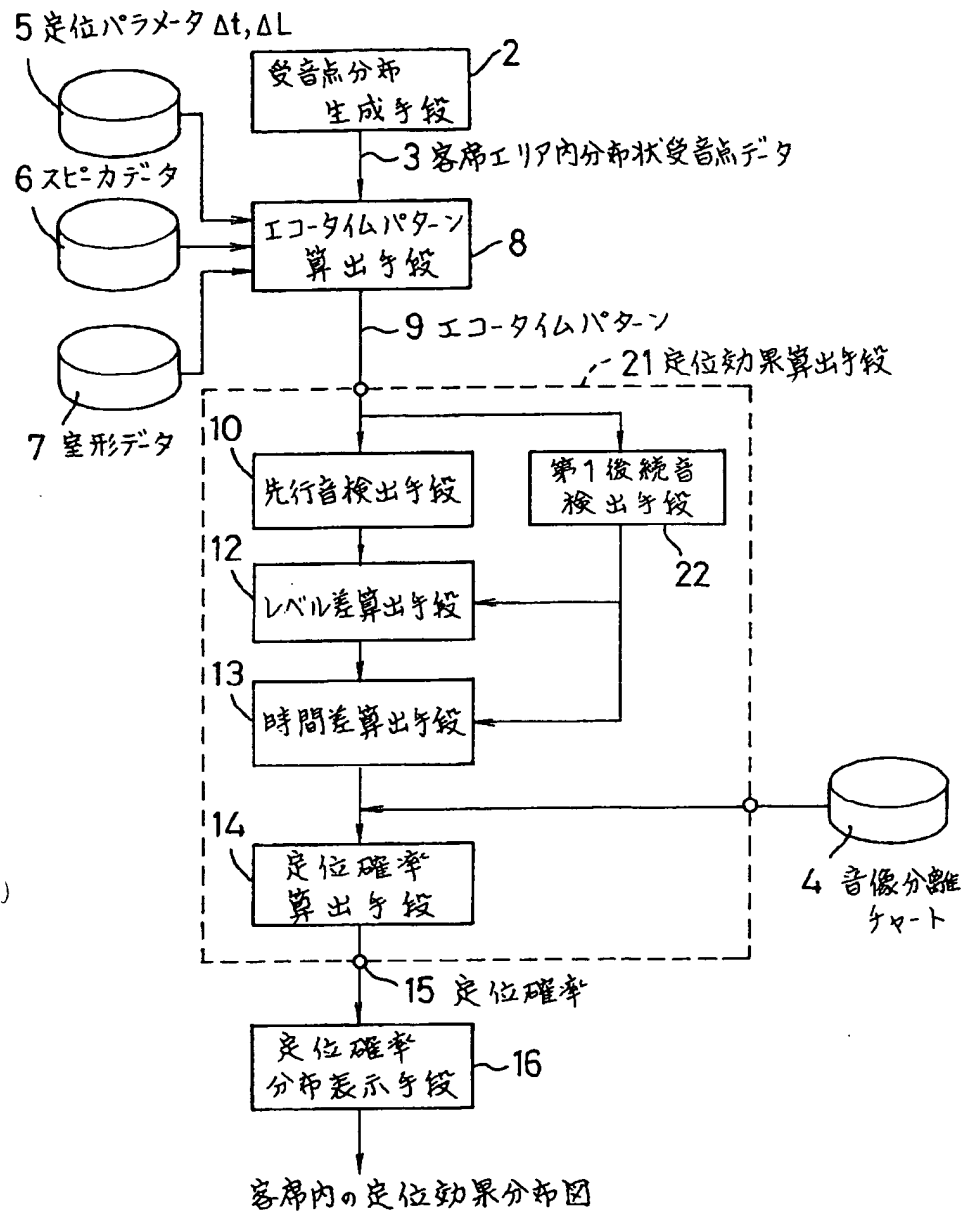 5 定位パラメータ Δt, ΔL
2
受音点分布
生成手段
3 客席エリア内分布状受音点データ
6 スピーカデータ
エコータイムパターン
算出手段
8
9 エコータイムパターン
21 定位効果算出手段
7 室形データ
10
先行音検出手段
第1後続音
検出手段
22
12
レベル差算出手段
13
時間差算出手段
14
定位確率
算出手段
4 音像分離
チャート
15 定位確率
定位確率
分布表示手段
16
客席内の定位効果分布図